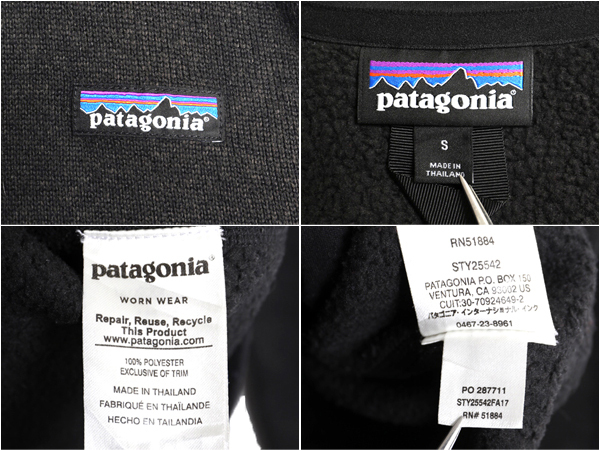 patagonia®
patagonia®
S
MADE IN
THAILAND
patagonia®
WORN WEAR
Repair, Reuse, Recycle
This Product
www.patagonia.com
100% POLYESTER
EXCLUSIVE OF TRIM
MADE IN THAILAND
FABRIQUÉ EN THAÏLANDE
HECHO EN TAILANDIA
RN51884
STY25542
PATAGONIA P.O. BOX 150
VENTURA, CA 93002 US
CUIT:30-70924649-2
パタゴニア・インターナショナル・インク
0467-23-8961
PO 287711
STY25542FA17
RN# 51884